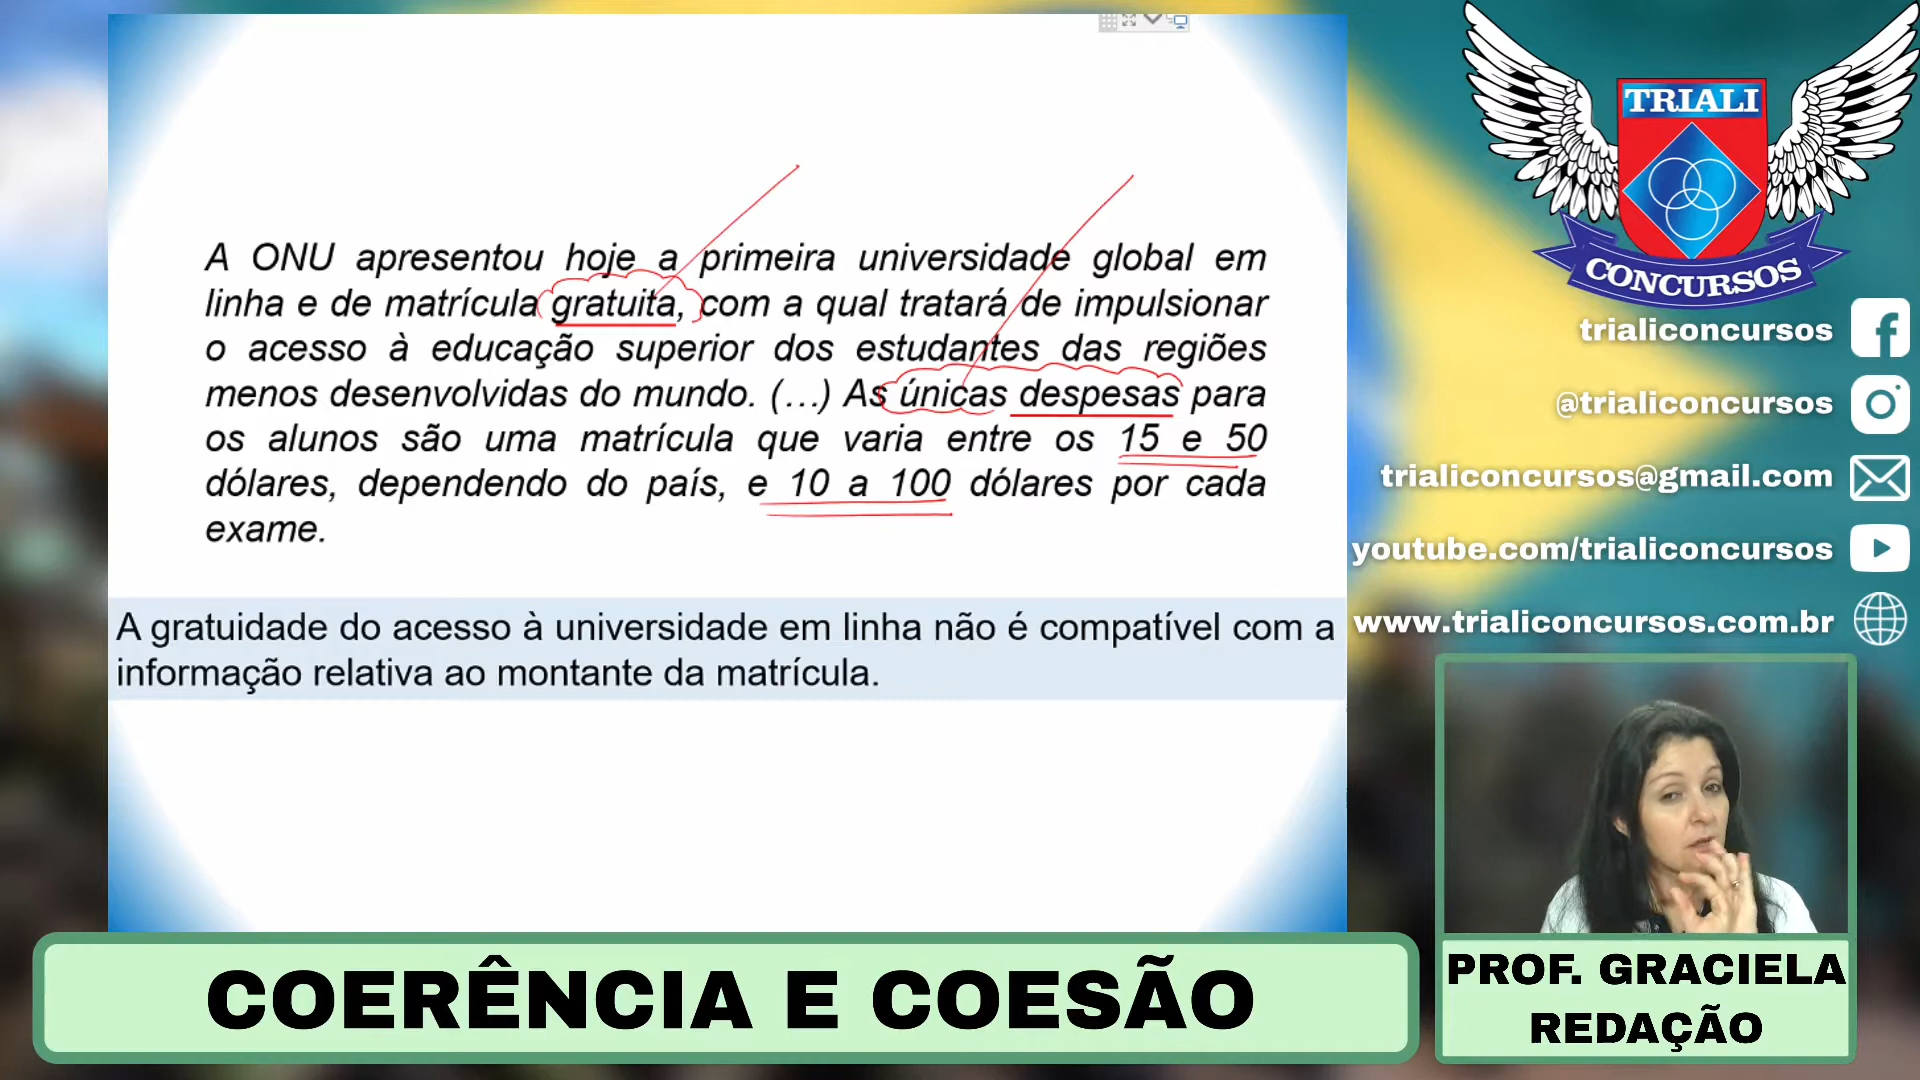 A ONU apresentou hoje a primeira universidade global em
linha e de matrícula gratuita, com a qual tratará de impulsionar
o acesso à educação superior dos estudantes das regiões
menos desenvolvidas do mundo. (…) As únicas despesas para
os alunos são uma matrícula que varia entre os 15 e 50
dólares, dependendo do país, e 10 a 100 dólares por cada
exame.
A gratuidade do acesso à universidade em linha não é compatível com a
informação relativa ao montante da matrícula.
TRIALI
CONCURSOS
trialiconcursos
@trialiconcursos
trialiconcursos@gmail.com
youtube.com/trialiconcursos
www.trialiconcursos.com.br
COERÊNCIA E COESÃO
PROF. GRACIELA
REDAÇÃO